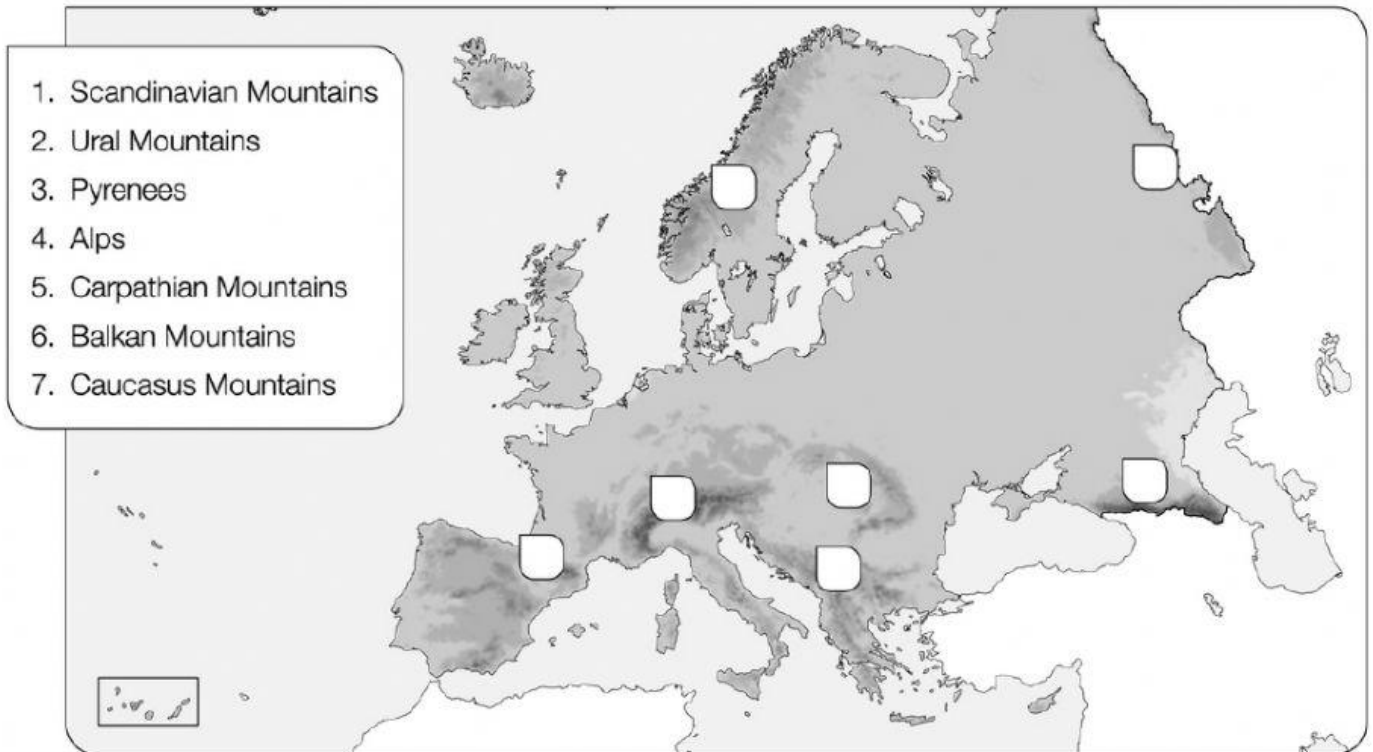 1. Scandinavian Mountains
2. Ural Mountains
3. Pyrenees
4. Alps
5. Carpathian Mountains
6. Balkan Mountains
7. Caucasus Mountains